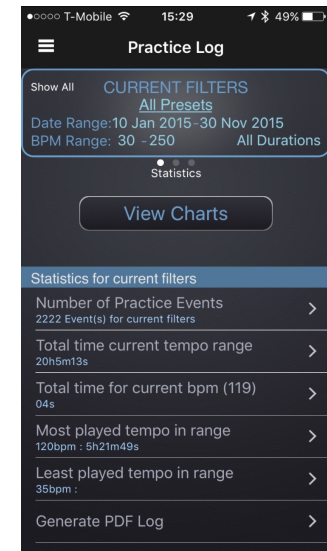 T-Mobile 15:29 49%
Practice Log
Show All CURRENT FILTERS
All Presets
Date Range:10 Jan 2015-30 Nov 2015
BPM Range: 30 - 250 All Durations
Statistics
View Charts
Statistics for current filters
Number of Practice Events
2222 Event(s) for current filters
Total time current tempo range
20h5m13s
Total time for current bpm (119)
04s
Most played tempo in range
120bpm : 5h21m49s
Least played tempo in range
35bpm :
Generate PDF Log